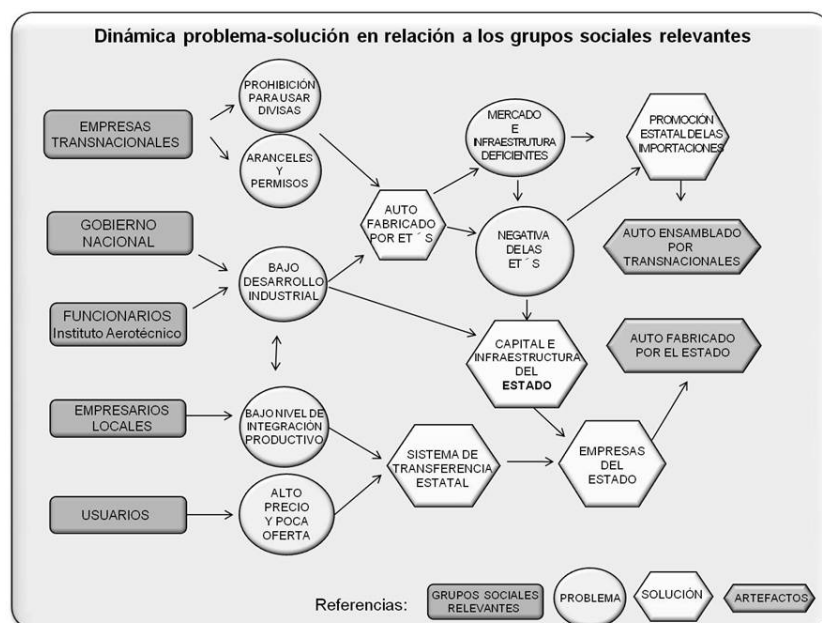 Dinámica problema-solución en relación a los grupos sociales relevantes
EMPRESAS
TRANSNACIONALES
PROHIBICIÓN
PARA USAR
DIVISAS
ARANCELES
Y
PERMISOS
MERCADO
E
INFRAESTRUTURA
DEFICIENTES
PROMOCIÓN
ESTATAL DE LAS
IMPORTACIONES
GOBIERNO
NACIONAL
AUTO
FABRICADO
POR ET´S
NEGATIVA
DE LAS
ET´S
AUTO ENSAMBLADO
POR
TRANSNACIONALES
BAJO
DESARROLLO
INDUSTRIAL
FUNCIONARIOS
Instituto Aerotécnico
CAPITAL E
INFRAESTRUCTURA
DEL
ESTADO
AUTO FABRICADO
POR EL ESTADO
EMPRESARIOS
LOCALES
BAJO NIVEL DE
INTEGRACIÓN
PRODUCTIVO
SISTEMA DE
TRANSFERENCIA
ESTATAL
EMPRESAS
DEL
ESTADO
USUARIOS
ALTO
PRECIO
Y POCA
OFERTA
Referencias:
GRUPOS SOCIALES
RELEVANTES
PROBLEMA
SOLUCIÓN
ARTEFACTOS